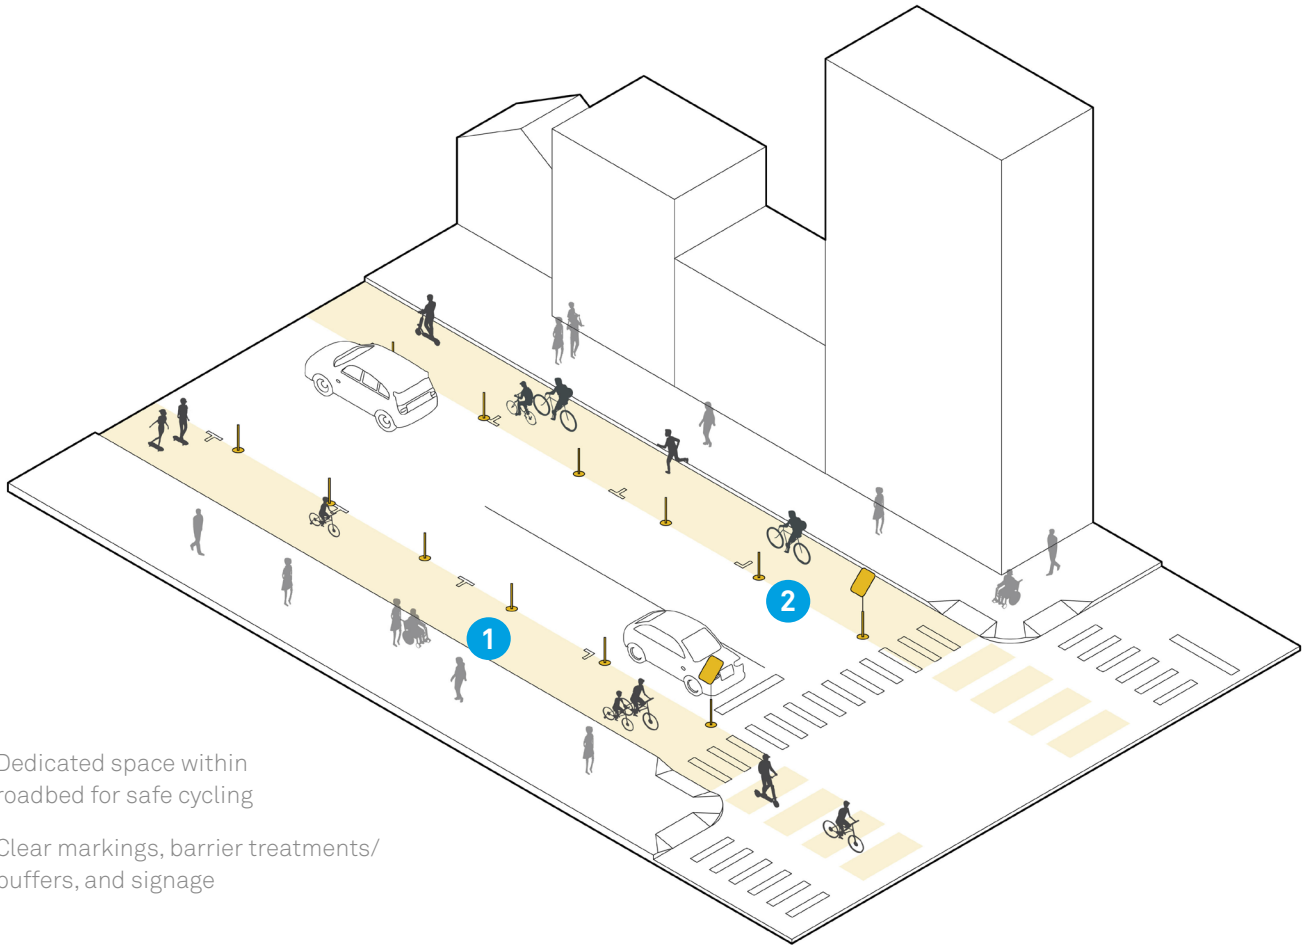 1
2
Dedicated space within
roadbed for safe cycling
Clear markings, barrier treatments/
buffers, and signage